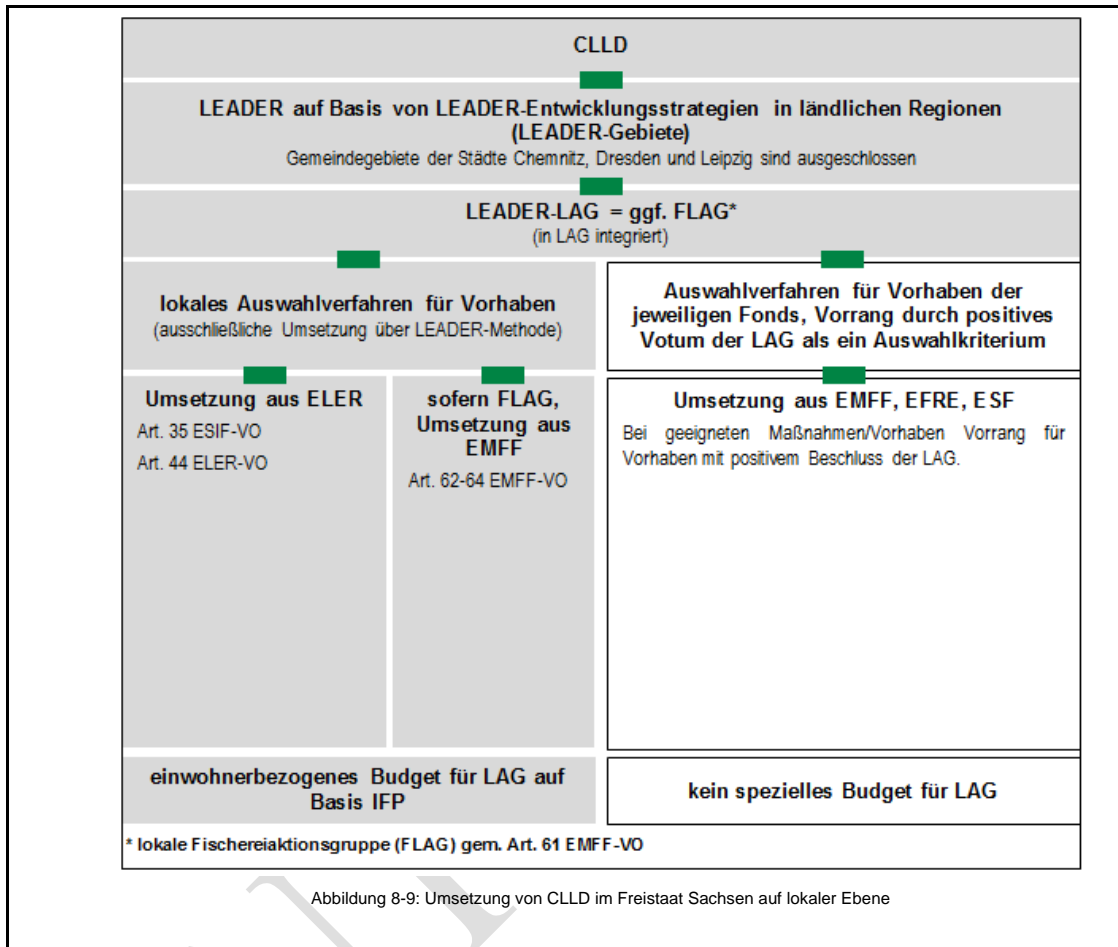 CLLD
LEADER auf Basis von LEADER-Entwicklungsstrategien in ländlichen Regionen
(LEADER-Gebiete)
Gemeindegebiete der Städte Chemnitz, Dresden und Leipzig sind ausgeschlossen
LEADER-LAG = ggf. FLAG*
(in LAG integriert)
lokales Auswahlverfahren für Vorhaben
(ausschließliche Umsetzung über LEADER-Methode)
Auswahlverfahren für Vorhaben der
jeweiligen Fonds, Vorrang durch positives
Votum der LAG als ein Auswahlkriterium
Umsetzung aus ELER
Art. 35 ESIF-VO
Art. 44 ELER-VO
sofern FLAG,
Umsetzung aus
EMFF
Art. 62-64 EMFF-VO
Umsetzung aus EMFF, EFRE, ESF
Bei geeigneten Maßnahmen/Vorhaben Vorrang für
Vorhaben mit positivem Beschluss der LAG.
einwohnerbezogenes Budget für LAG auf
Basis IFP
kein spezielles Budget für LAG
* lokale Fischereiaktionsgruppe (FLAG) gem. Art. 61 EMFF-VO
Abbildung 8-9: Umsetzung von CLLD im Freistaat Sachsen auf lokaler Ebene